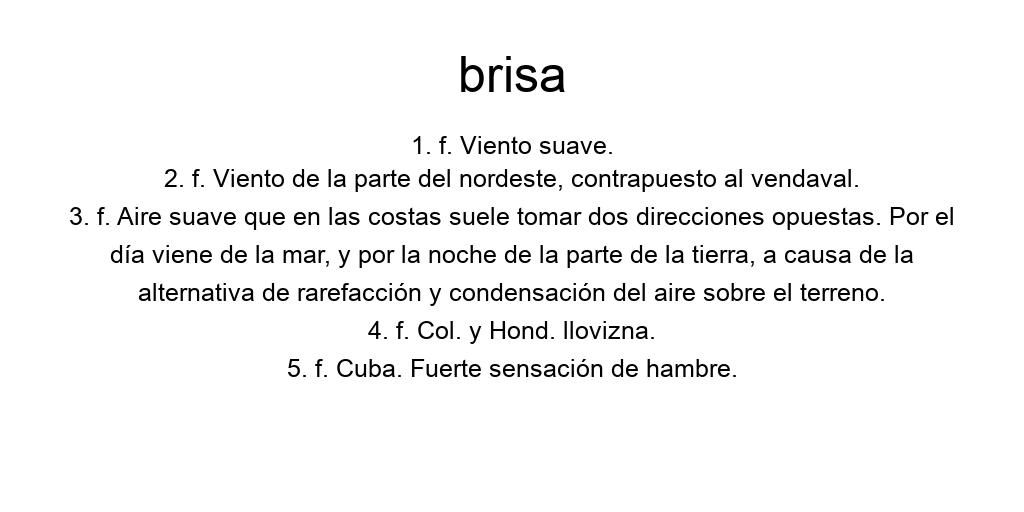 brisa
1. f. Viento suave.
2. f. Viento de la parte del nordeste, contrapuesto al vendaval.
3. f. Aire suave que en las costas suele tomar dos direcciones opuestas. Por el
día viene de la mar, y por la noche de la parte de la tierra, a causa de la
alternativa de rarefacción y condensación del aire sobre el terreno.
4. f. Col. y Hond. llovizna.
5. f. Cuba. Fuerte sensación de hambre.